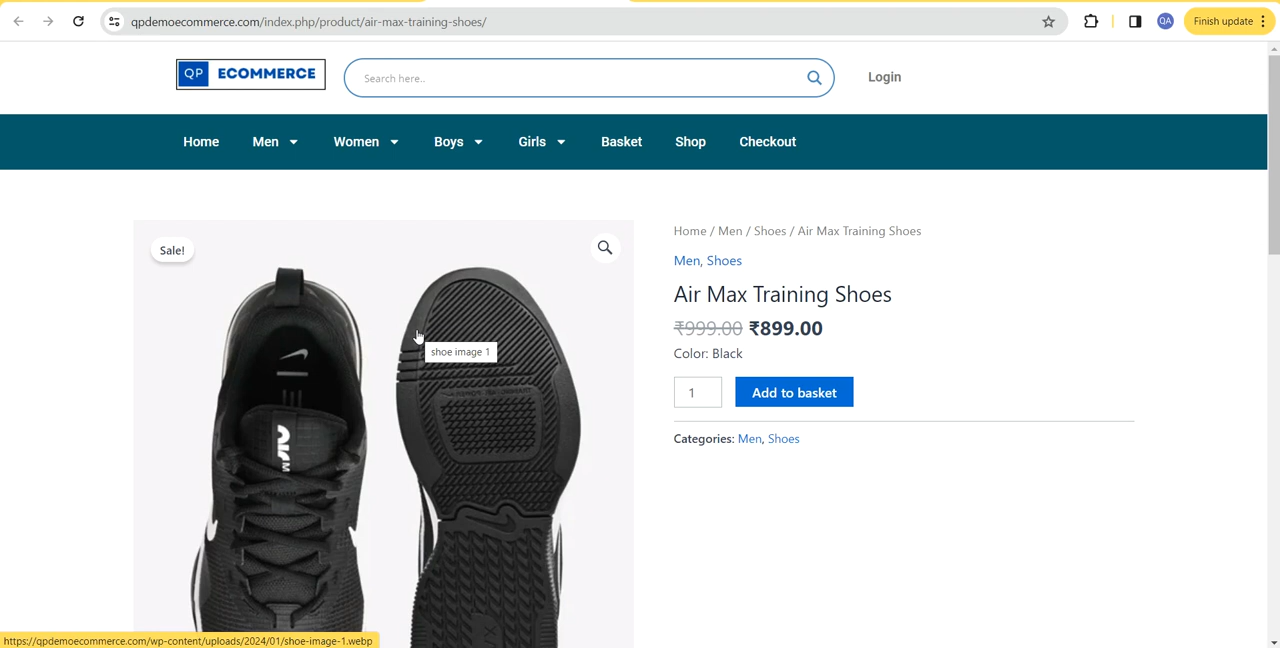 qpdemoecommerce.com/index.php/product/air-max-training-shoes/
QA
Finish update
QP ECOMMERCE
Search here..
Login
Home Men Women Boys Girls Basket Shop Checkout
Sale!
shoe image 1
Home / Men / Shoes / Air Max Training Shoes
Men, Shoes
Air Max Training Shoes
₹999.00 ₹899.00
Color: Black
1 Add to basket
Categories: Men, Shoes
https://qpdemoecommerce.com/wp-content/uploads/2024/01/shoe-image-1.webp